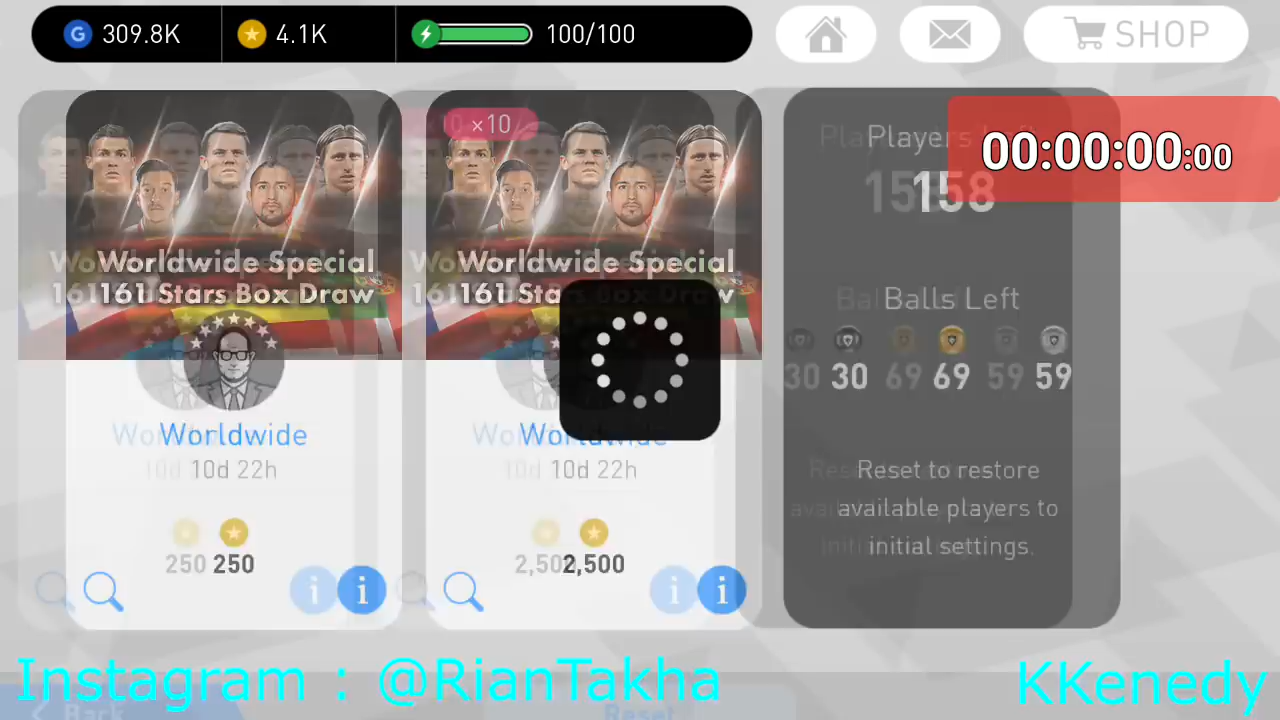 309.8K
4.1K
100/100
SHOP
×10
Players Left
158
00:00:00:00
Worldwide Special
161 Stars Box Draw
Worldwide Special
161 Stars Box Draw
Balls Left
30
69
59
Worldwide
10d 22h
Worldwide
10d 22h
Reset to restore
available players to
initial settings.
250
2,500
Instagram : @RianTakha
KKenedy
Back
Reset